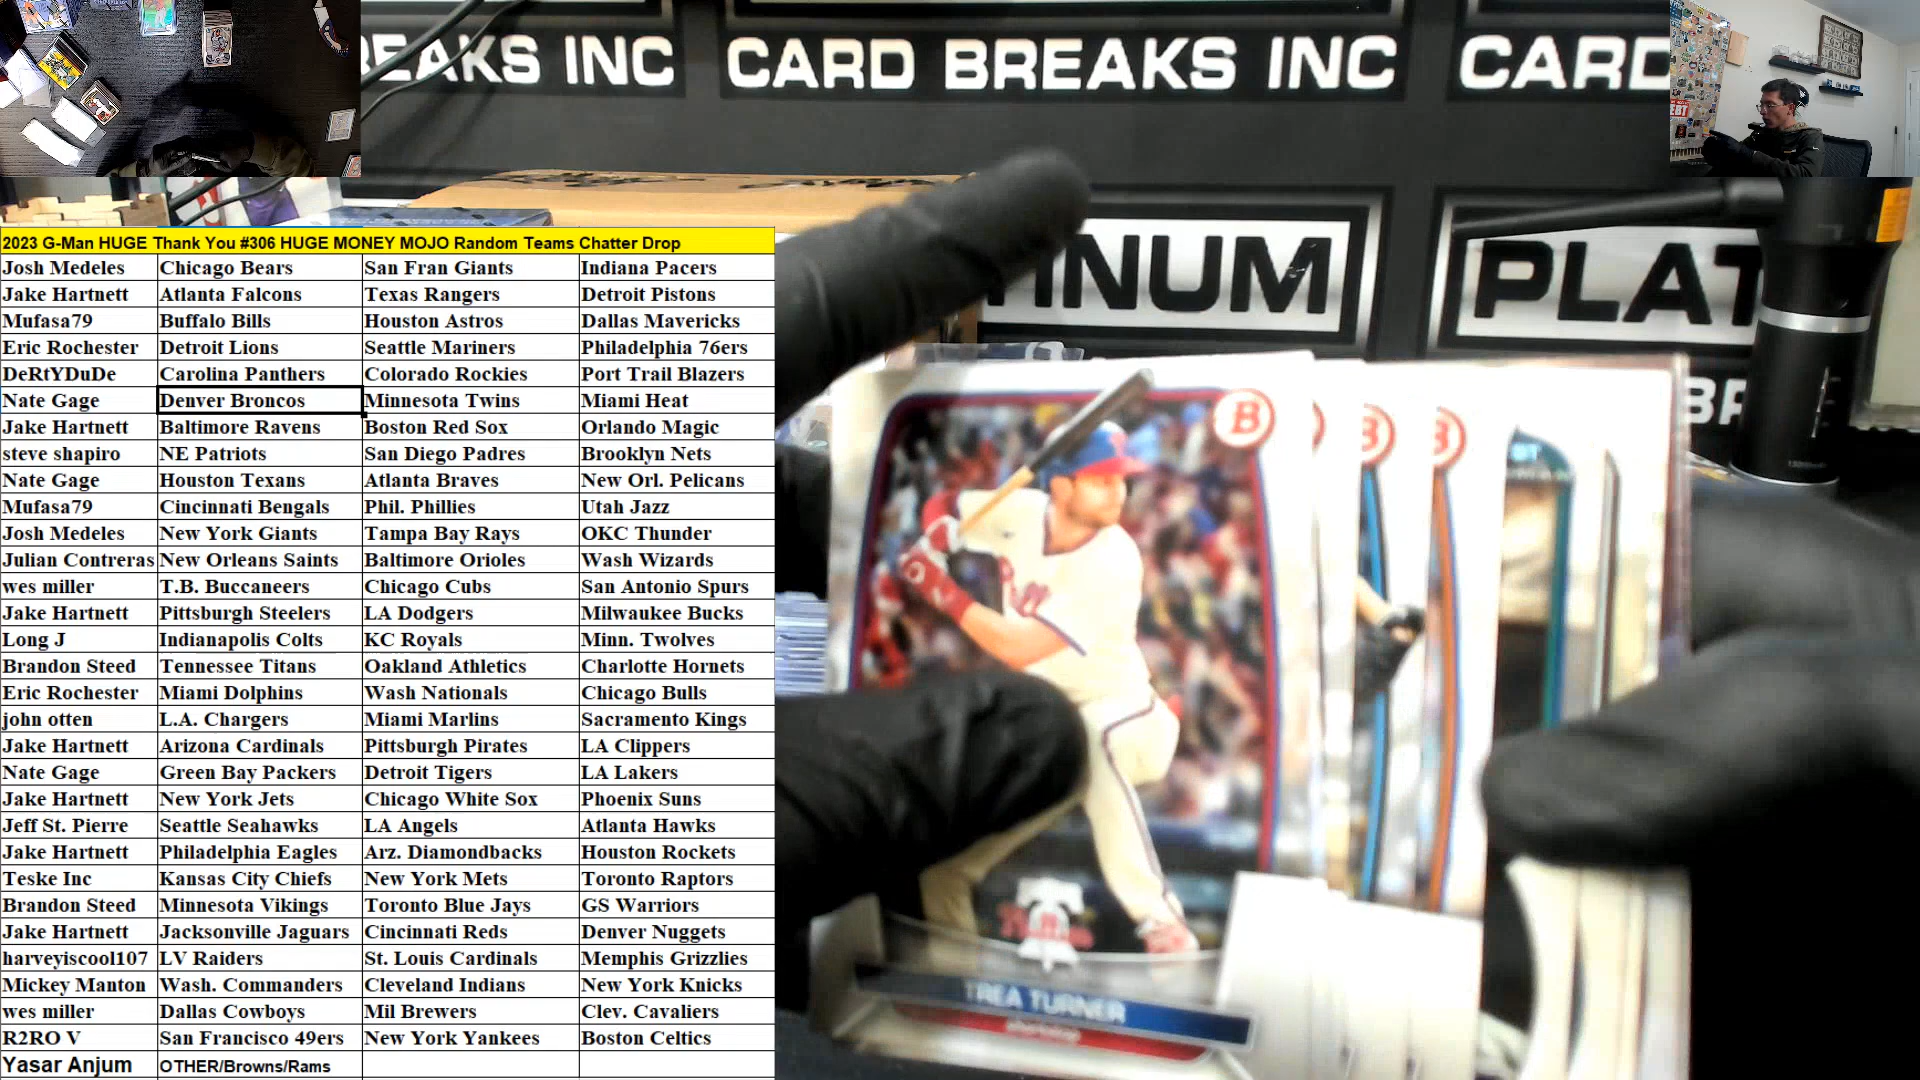 EAKS INC CARD BREAKS INC CARD
INUM PLAT
BR
2023 G-Man HUGE Thank You #306 HUGE MONEY MOJO Random Teams Chatter Drop
Josh Medeles Chicago Bears San Fran Giants Indiana Pacers
Jake Hartnett Atlanta Falcons Texas Rangers Detroit Pistons
Mufasa79 Buffalo Bills Houston Astros Dallas Mavericks
Eric Rochester Detroit Lions Seattle Mariners Philadelphia 76ers
DeRtYDuDe Carolina Panthers Colorado Rockies Port Trail Blazers
Nate Gage Denver Broncos Minnesota Twins Miami Heat
Jake Hartnett Baltimore Ravens Boston Red Sox Orlando Magic
steve shapiro NE Patriots San Diego Padres Brooklyn Nets
Nate Gage Houston Texans Atlanta Braves New Orl. Pelicans
Mufasa79 Cincinnati Bengals Phil. Phillies Utah Jazz
Josh Medeles New York Giants Tampa Bay Rays OKC Thunder
Julian Contreras New Orleans Saints Baltimore Orioles Wash Wizards
wes miller T.B. Buccaneers Chicago Cubs San Antonio Spurs
Jake Hartnett Pittsburgh Steelers LA Dodgers Milwaukee Bucks
Long J Indianapolis Colts KC Royals Minn. Twolves
Brandon Steed Tennessee Titans Oakland Athletics Charlotte Hornets
Eric Rochester Miami Dolphins Wash Nationals Chicago Bulls
john otten L.A. Chargers Miami Marlins Sacramento Kings
Jake Hartnett Arizona Cardinals Pittsburgh Pirates LA Clippers
Nate Gage Green Bay Packers Detroit Tigers LA Lakers
Jake Hartnett New York Jets Chicago White Sox Phoenix Suns
Jeff St. Pierre Seattle Seahawks LA Angels Atlanta Hawks
Jake Hartnett Philadelphia Eagles Arz. Diamondbacks Houston Rockets
Teske Inc Kansas City Chiefs New York Mets Toronto Raptors
Brandon Steed Minnesota Vikings Toronto Blue Jays GS Warriors
Jake Hartnett Jacksonville Jaguars Cincinnati Reds Denver Nuggets
harveyiscool107 LV Raiders St. Louis Cardinals Memphis Grizzlies
Mickey Manton Wash. Commanders Cleveland Indians New York Knicks
wes miller Dallas Cowboys Mil Brewers Clev. Cavaliers
R2RO V San Francisco 49ers New York Yankees Boston Celtics
Yasar Anjum OTHER/Browns/Rams
B B B
TREA TURNER